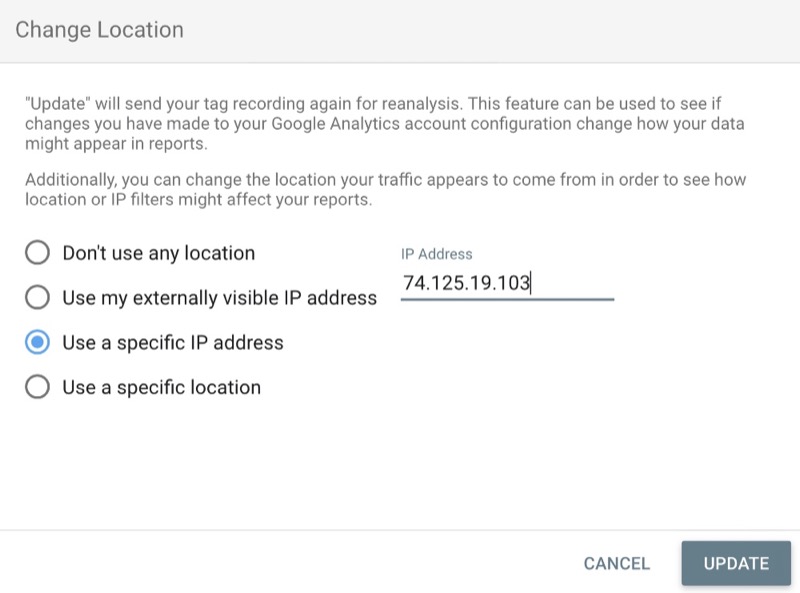 Change Location
"Update" will send your tag recording again for reanalysis. This feature can be used to see if
changes you have made to your Google Analytics account configuration change how your data
might appear in reports.
Additionally, you can change the location your traffic appears to come from in order to see how
location or IP filters might affect your reports.
Don't use any location
Use my externally visible IP address
Use a specific IP address
Use a specific location
IP Address
74.125.19.103
CANCEL
UPDATE